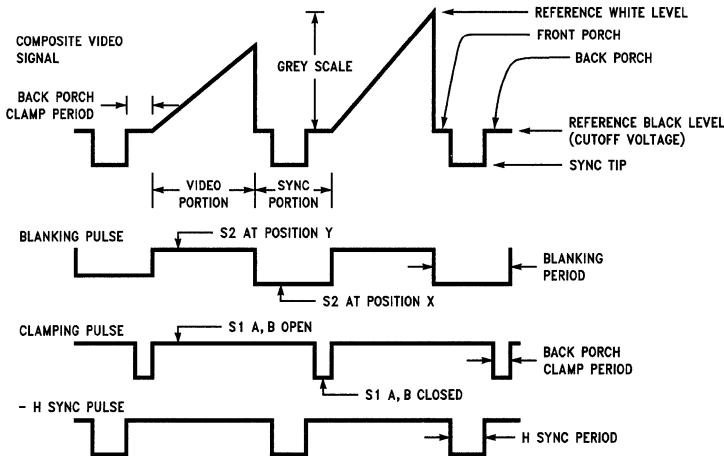 REFERENCE WHITE LEVEL
FRONT PORCH
COMPOSITE VIDEO
SIGNAL
GREY SCALE
BACK PORCH
BACK PORCH
CLAMP PERIOD
REFERENCE BLACK LEVEL
(CUTOFF VOLTAGE)
SYNC TIP
VIDEO
PORTION
SYNC
PORTION
BLANKING PULSE
S2 AT POSITION Y
BLANKING
PERIOD
S2 AT POSITION X
CLAMPING PULSE
S1 A, B OPEN
BACK PORCH
CLAMP PERIOD
S1 A, B CLOSED
- H SYNC PULSE
H SYNC PERIOD